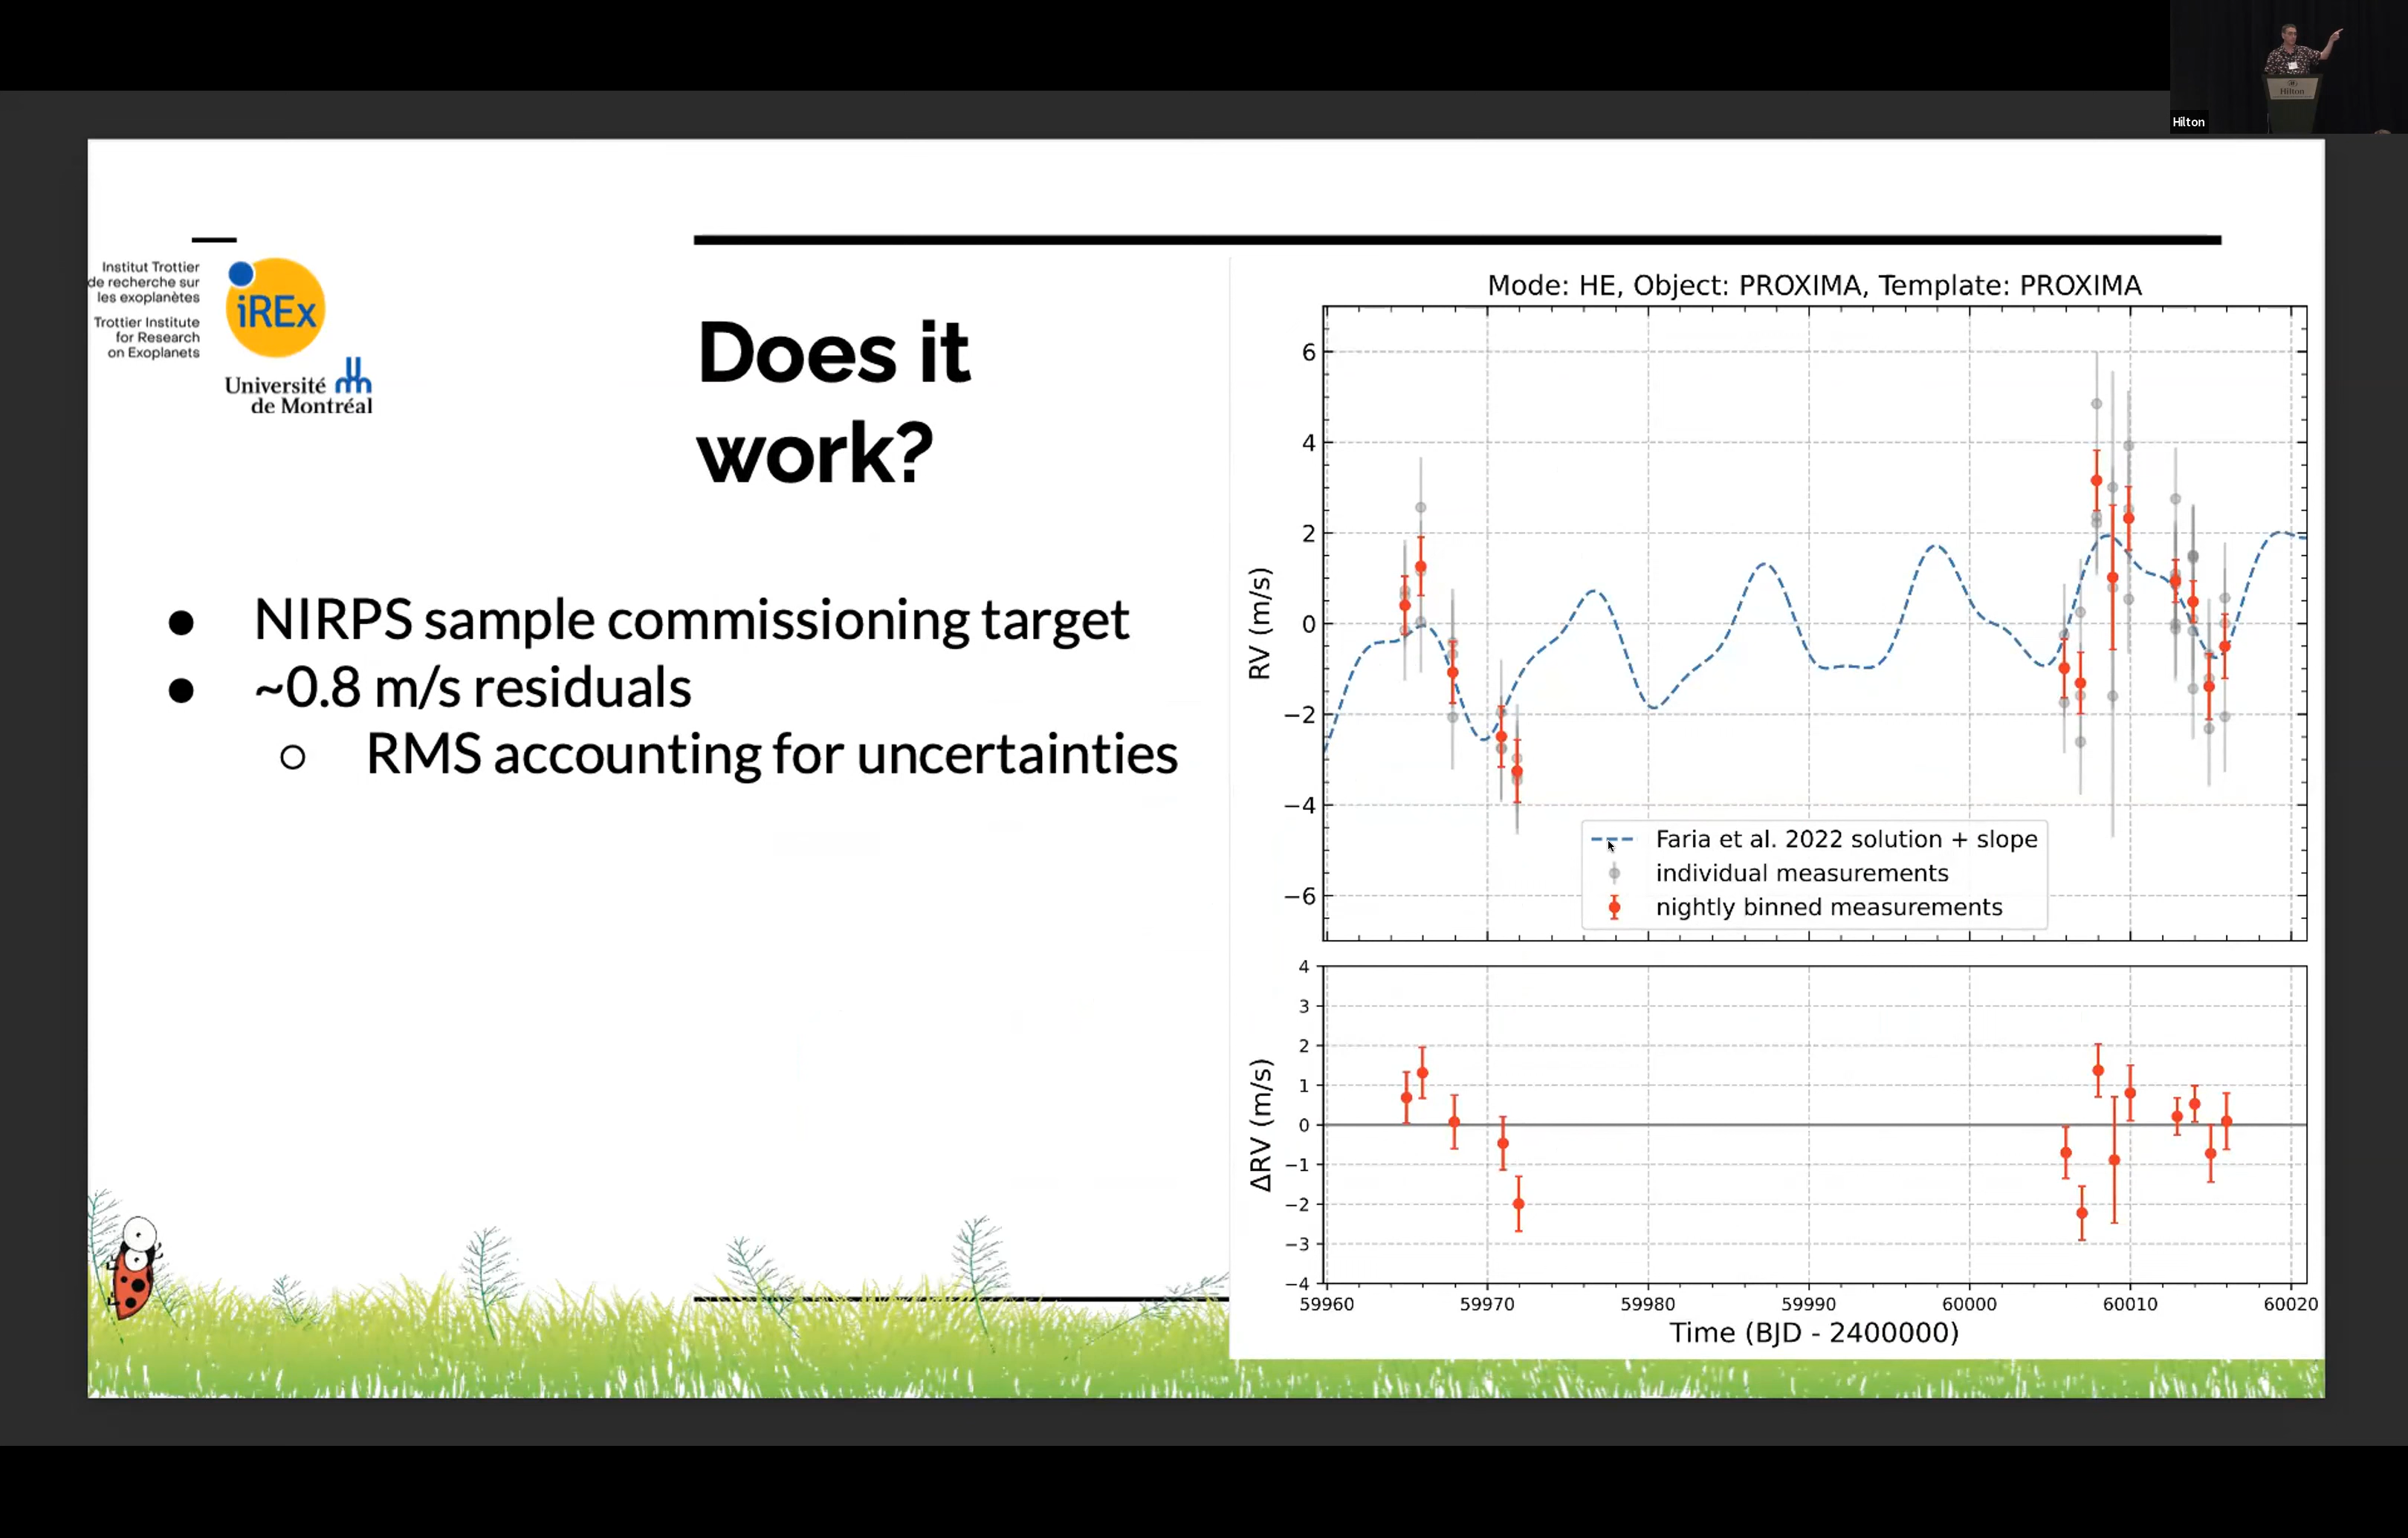 Hilton
Hilton
Institut Trottier
de recherche sur
les exoplanètes
Trottier Institute
for Research
on Exoplanets
iREx
Université
de Montréal
Does it
work?
● NIRPS sample commissioning target
● ~0.8 m/s residuals
○ RMS accounting for uncertainties
Mode: HE, Object: PROXIMA, Template: PROXIMA
RV (m/s)
6
4
2
0
−2
−4
−6
Faria et al. 2022 solution + slope
individual measurements
nightly binned measurements
ΔRV (m/s)
4
3
2
1
0
−1
−2
−3
−4
59960 59970 59980 59990 60000 60010 60020
Time (BJD - 2400000)